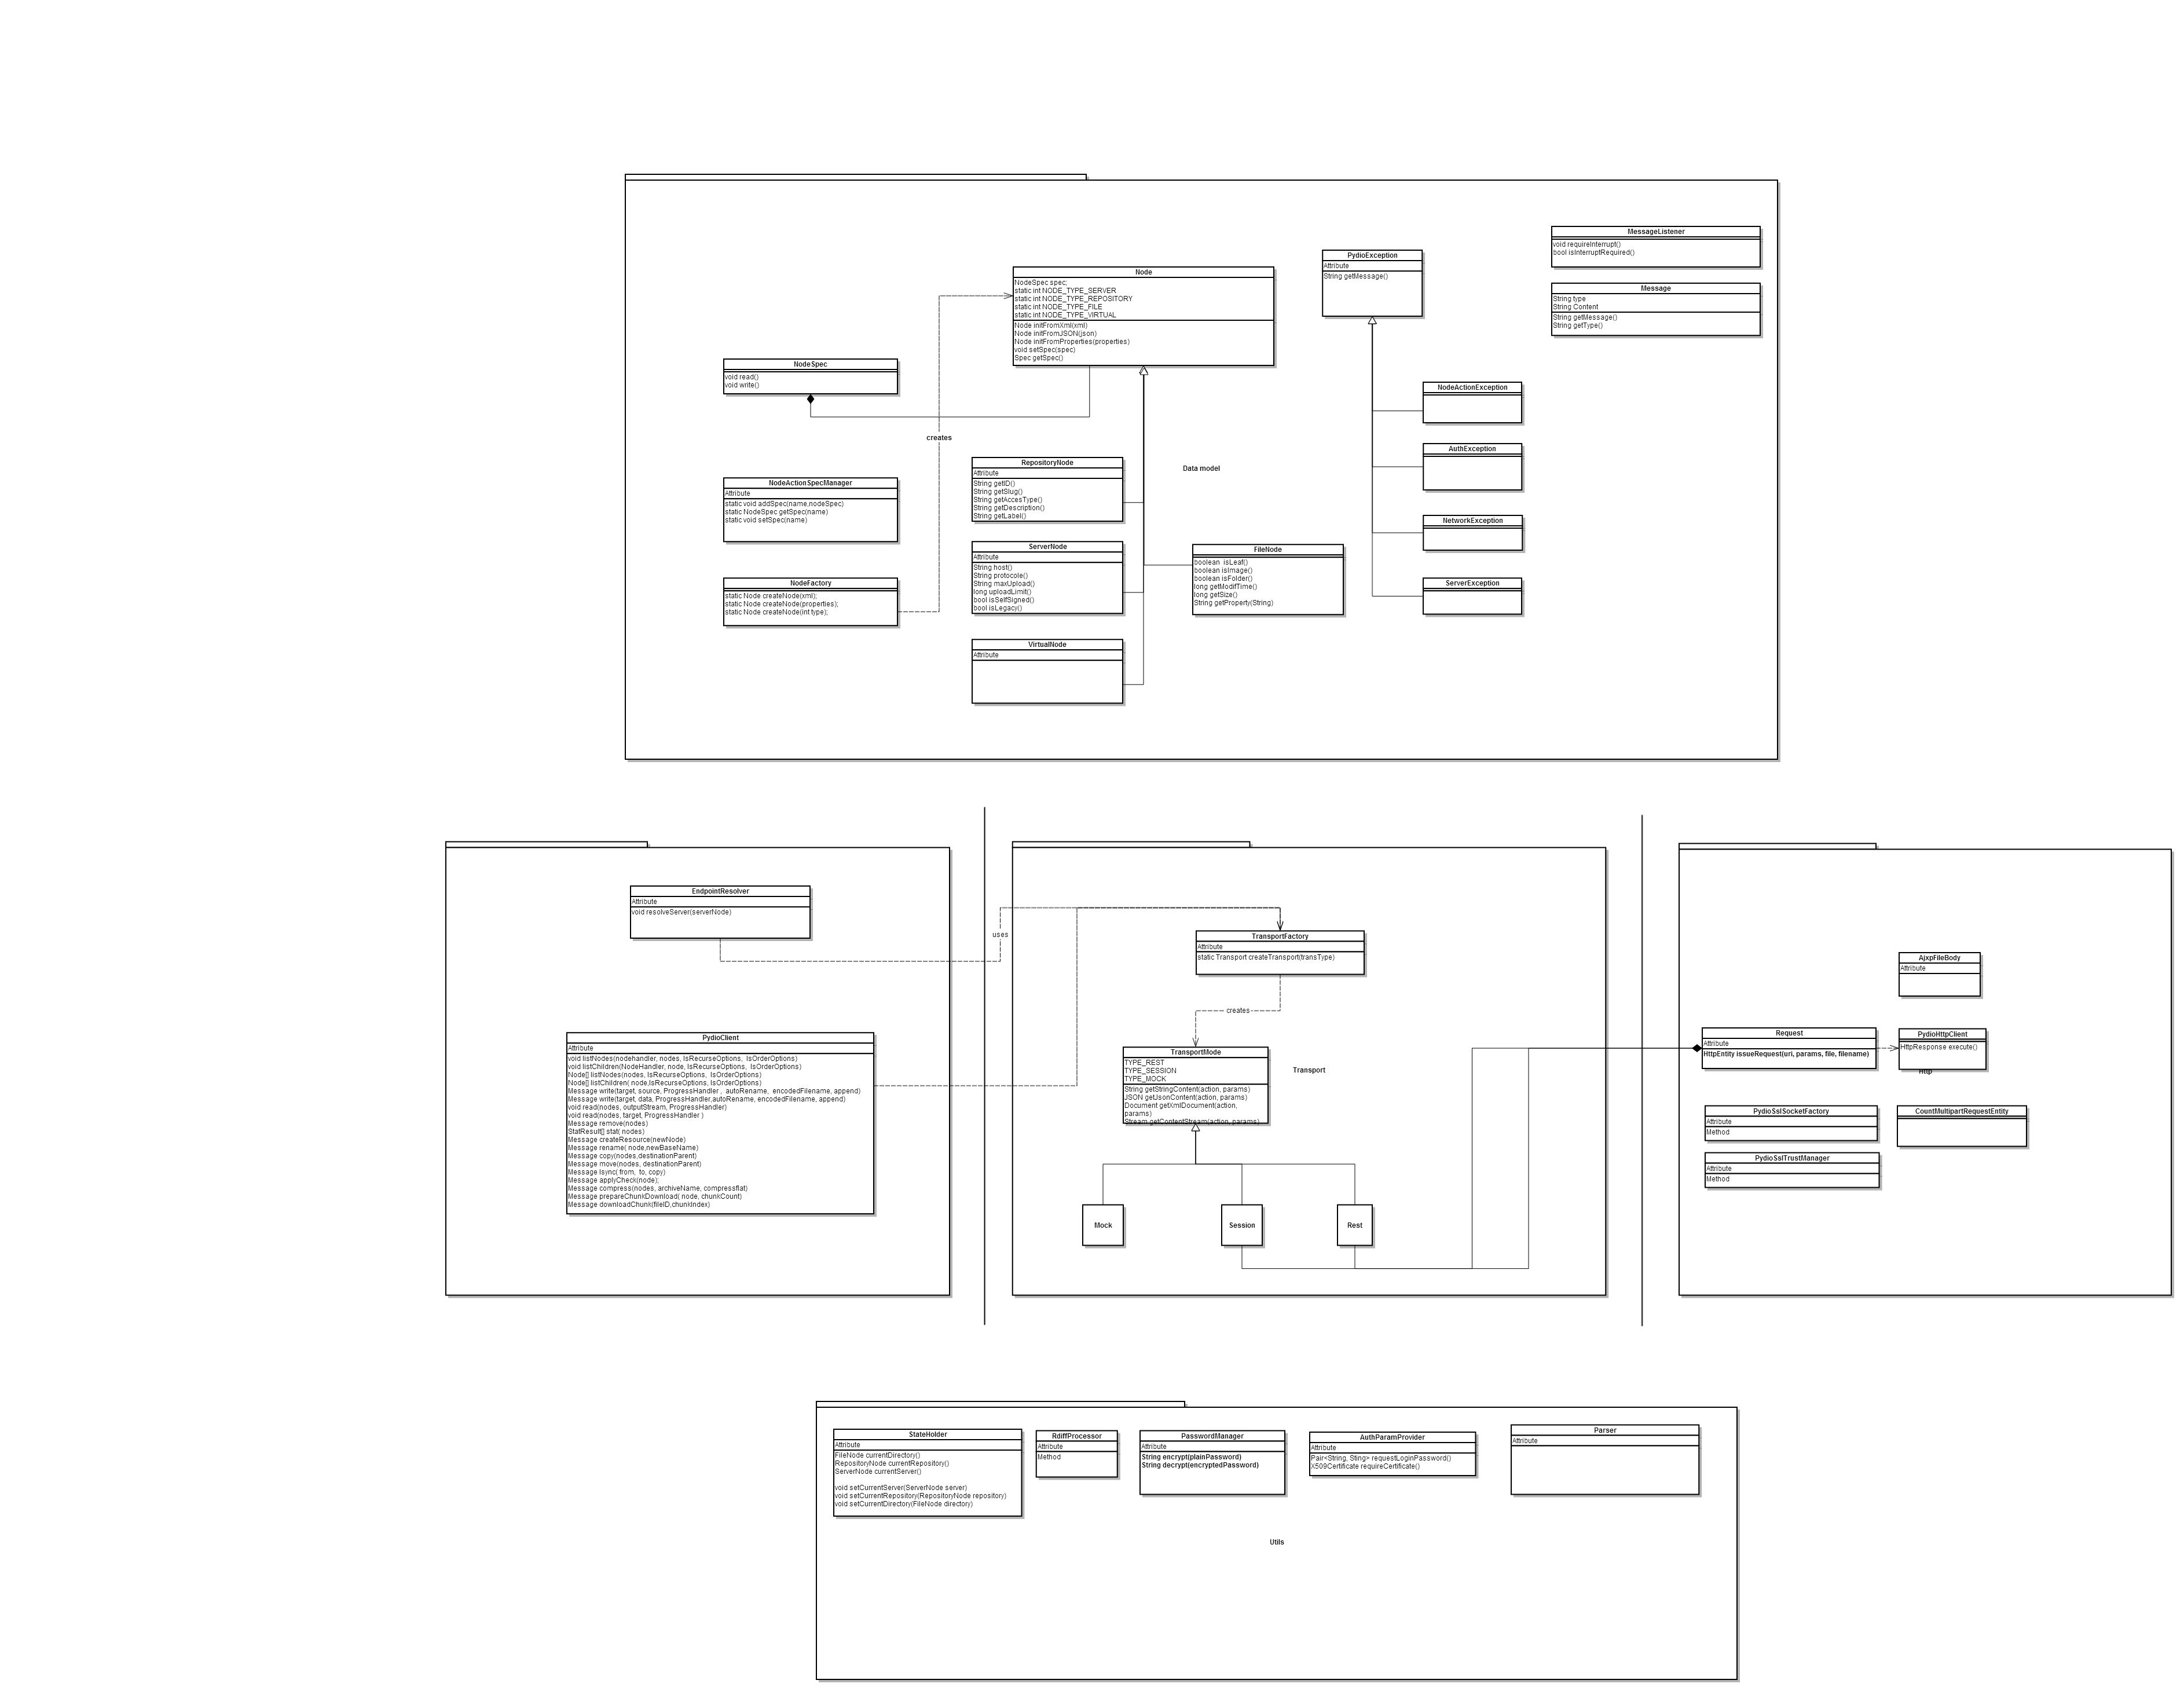 MessageListener
void requireInterrupt()
bool isInterruptRequired()
Message
String type
String Content
String getMessage()
String getType()
PydioException
Attribute
String getMessage()
Node
NodeSpec spec;
static int NODE_TYPE_SERVER
static int NODE_TYPE_REPOSITORY
static int NODE_TYPE_FILE
static int NODE_TYPE_VIRTUAL
Node initFromXml(xml)
Node initFromJSON(json)
Node initFromProperties(properties)
void setSpec(spec)
Spec getSpec()
NodeSpec
void read()
void write()
creates
NodeActionException
AuthException
NetworkException
ServerException
Data model
RepositoryNode
Attribute
String getID()
String getSlug()
String getAccesType()
String getDescription()
String getLabel()
NodeActionSpecManager
Attribute
static void addSpec(name,nodeSpec)
static NodeSpec getSpec(name)
static void setSpec(name)
ServerNode
Attribute
String host()
String protocole()
String maxUpload()
long uploadLimit()
bool isSelfSigned()
bool isLegacy()
FileNode
boolean  isLeaf()
boolean isImage()
boolean isFolder()
long getModifTime()
long getSize()
String getProperty(String)
NodeFactory
static Node createNode(xml);
static Node createNode(properties);
static Node createNode(int type);
VirtualNode
Attribute
EndpointResolver
Attribute
void resolveServer(serverNode)
uses
TransportFactory
Attribute
static Transport createTransport(transType)
creates
PydioClient
Attribute
void listNodes(nodehandler, nodes, lsRecurseOptions,  lsOrderOptions)
void listChildren(NodeHandler, node, lsRecurseOptions,  lsOrderOptions)
Node[] listNodes(nodes, lsRecurseOptions,  lsOrderOptions)
Node[] listChildren( node,lsRecurseOptions, lsOrderOptions)
Message write(target, source, ProgressHandler ,  autoRename,  encodedFilename, append)
Message write(target, data, ProgressHandler,autoRename, encodedFilename, append)
void read(nodes, outputStream, ProgressHandler)
void read(nodes, target, ProgressHandler )
Message remove(nodes)
StatResult[] stat( nodes)
Message createResource(newNode)
Message rename( node,newBaseName)
Message copy(nodes,destinationParent)
Message move(nodes, destinationParent)
Message lsync( from,  to, copy)
Message applyCheck(node);
Message compress(nodes, archiveName, compressflat)
Message prepareChunkDownload( node, chunkCount)
Message downloadChunk(fileID,chunkIndex)
TransportMode
TYPE_REST
TYPE_SESSION
TYPE_MOCK
String getStringContent(action, params)
JSON getJsonContent(action, params)
Document getXmlDocument(action,
params)
Stream getContentStream(action, params)
Transport
Mock
Session
Rest
AjxpFileBody
Attribute
Request
Attribute
HttpEntity issueRequest(uri, params, file, filename)
PydioHttpClient
HttpResponse execute()
Http
PydioSslSocketFactory
Attribute
Method
CountMultipartRequestEntity
PydioSslTrustManager
Attribute
Method
StateHolder
Attribute
FileNode currentDirectory()
RepositoryNode currentRepository()
ServerNode currentServer()
void setCurrentServer(ServerNode server)
void setCurrentRepository(RepositoryNode repository)
void setCurrentDirectory(FileNode directory)
RdiffProcessor
Attribute
Method
PasswordManager
Attribute
String encrypt(plainPassword)
String decrypt(encryptedPassword)
AuthParamProvider
Attribute
Pair<String, Sting> requestLoginPassword()
X509Certificate requireCertificate()
Parser
Attribute
Utils